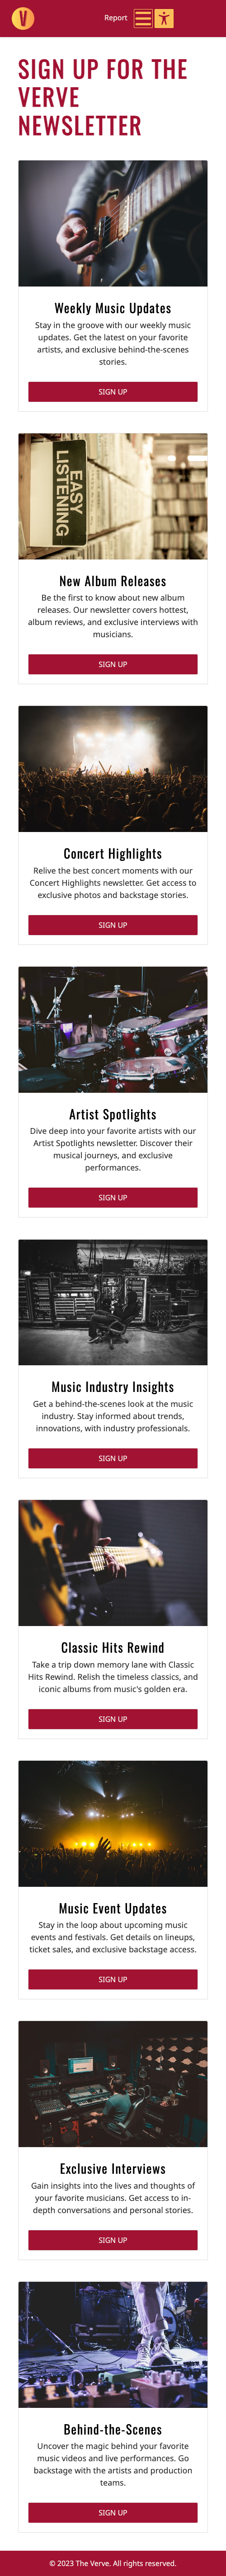 V
Report
SIGN UP FOR THE
VERVE
NEWSLETTER
Weekly Music Updates
Stay in the groove with our weekly music
updates. Get the latest on your favorite
artists, and exclusive behind-the-scenes
stories.
SIGN UP
EASY
LISTENING
New Album Releases
Be the first to know about new album
releases. Our newsletter covers hottest,
album reviews, and exclusive interviews with
musicians.
SIGN UP
Concert Highlights
Relive the best concert moments with our
Concert Highlights newsletter. Get access to
exclusive photos and backstage stories.
SIGN UP
Artist Spotlights
Dive deep into your favorite artists with our
Artist Spotlights newsletter. Discover their
musical journeys, and exclusive
performances.
SIGN UP
Music Industry Insights
Get a behind-the-scenes look at the music
industry. Stay informed about trends,
innovations, with industry professionals.
SIGN UP
Classic Hits Rewind
Take a trip down memory lane with Classic
Hits Rewind. Relish the timeless classics, and
iconic albums from music's golden era.
SIGN UP
Music Event Updates
Stay in the loop about upcoming music
events and festivals. Get details on lineups,
ticket sales, and exclusive backstage access.
SIGN UP
Exclusive Interviews
Gain insights into the lives and thoughts of
your favorite musicians. Get access to in-
depth conversations and personal stories.
SIGN UP
Behind-the-Scenes
Uncover the magic behind your favorite
music videos and live performances. Go
backstage with the artists and production
teams.
SIGN UP
© 2023 The Verve. All rights reserved.